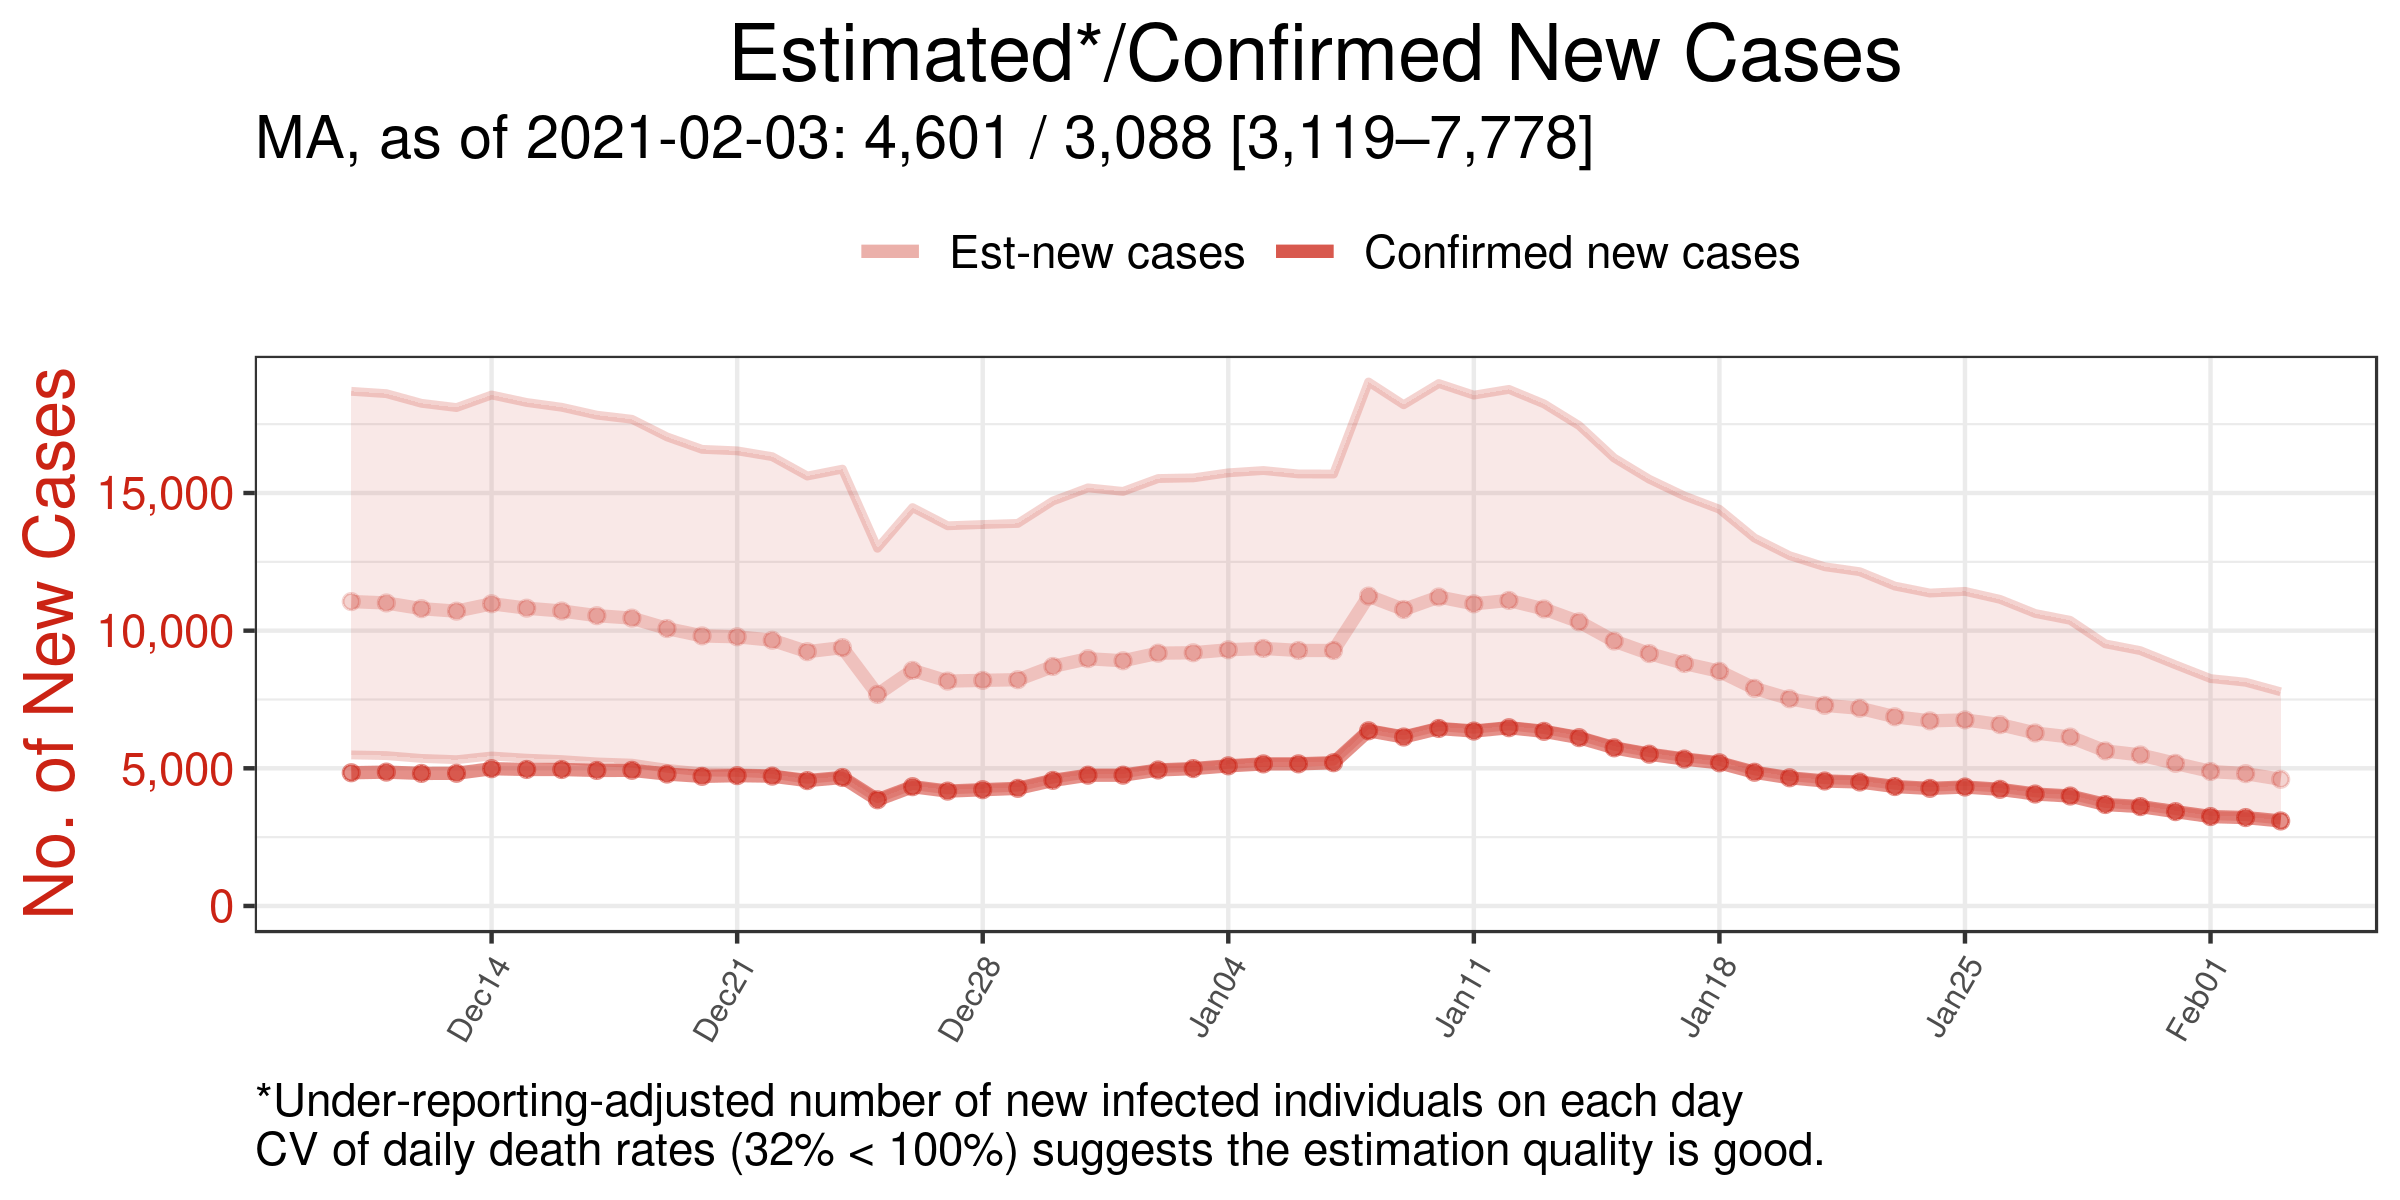 Estimated*/Confirmed New Cases
MA, as of 2021-02-03: 4,601 / 3,088 [3,119–7,778]
Est-new cases
Confirmed new cases
No. of New Cases
15,000
10,000
5,000
0
Dec14
Dec21
Dec28
Jan04
Jan11
Jan18
Jan25
Feb01
*Under-reporting-adjusted number of new infected individuals on each day
CV of daily death rates (32% < 100%) suggests the estimation quality is good.